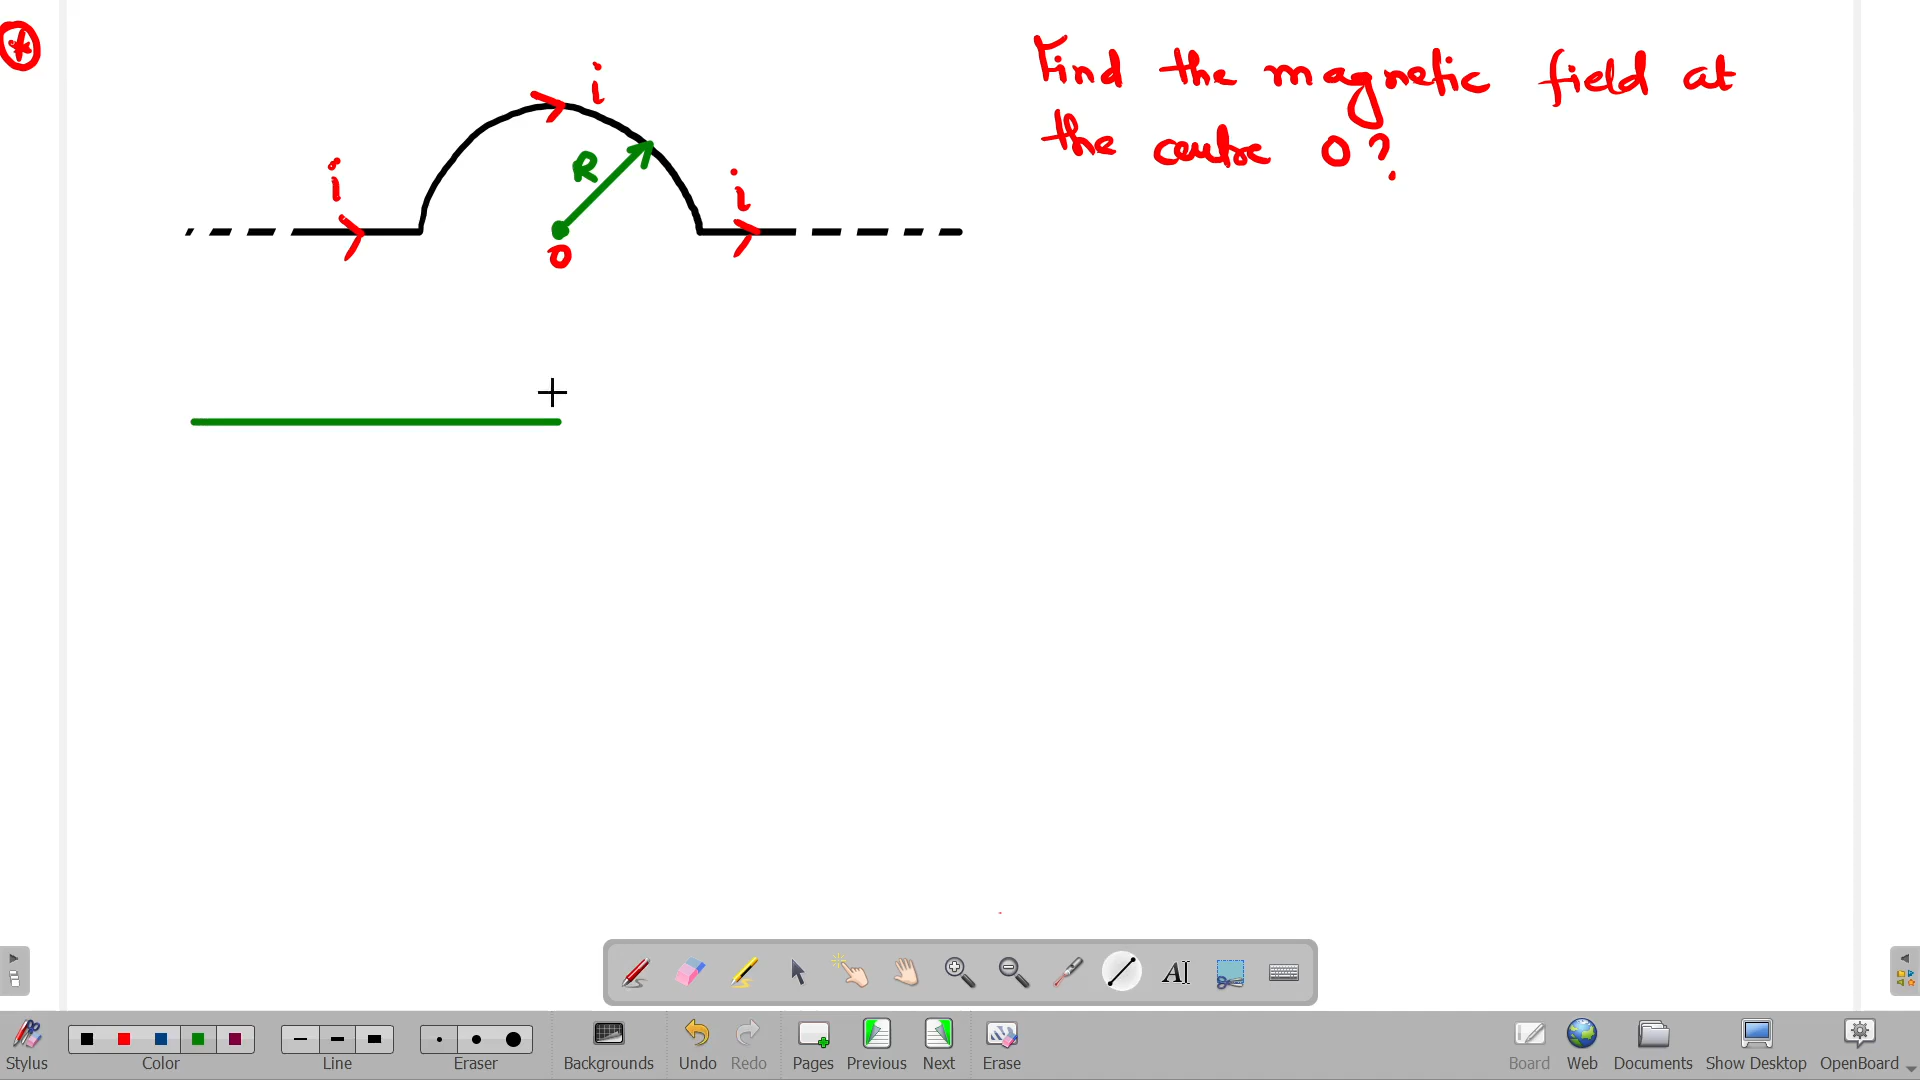 i
Find the magnetic field at
the centre O?
i
R
i
O
Stylus
Color
Line
Eraser
Backgrounds
Undo
Redo
Pages
Previous
Next
Erase
Board
Web
Documents
Show Desktop
OpenBoard